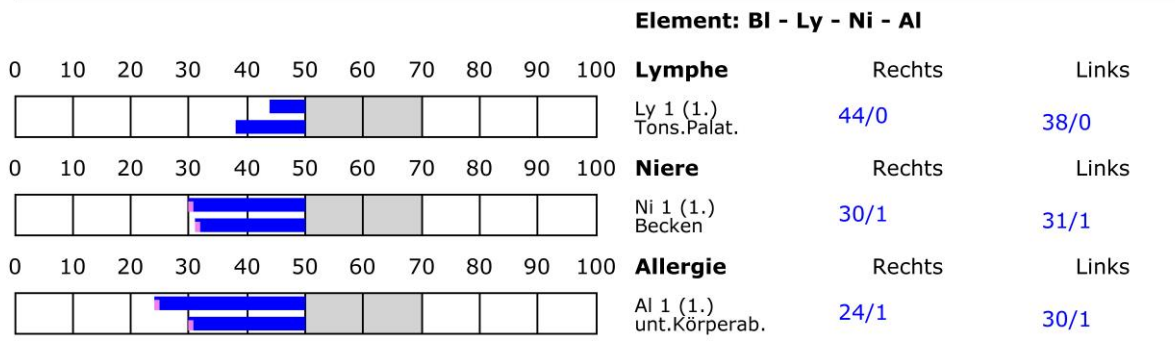 Element: Bl - Ly - Ni - Al
0 10 20 30 40 50 60 70 80 90 100 Lymphe Rechts Links
Ly 1 (1.) 44/0 38/0
Tons.Palat.
0 10 20 30 40 50 60 70 80 90 100 Niere Rechts Links
Ni 1 (1.) 30/1 31/1
Becken
0 10 20 30 40 50 60 70 80 90 100 Allergie Rechts Links
Al 1 (1.) 24/1 30/1
unt.Körperab.